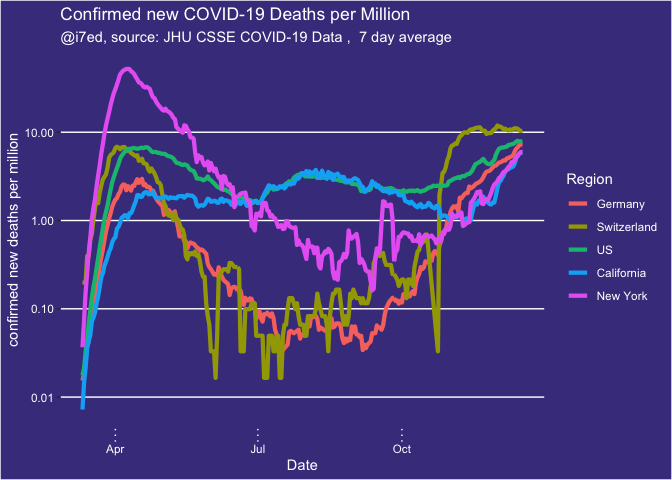 Confirmed new COVID-19 Deaths per Million
@i7ed, source: JHU CSSE COVID-19 Data ,  7 day average
confirmed new deaths per million
10.00
1.00
0.10
0.01
Apr
Jul
Oct
Date
Region
Germany
Switzerland
US
California
New York